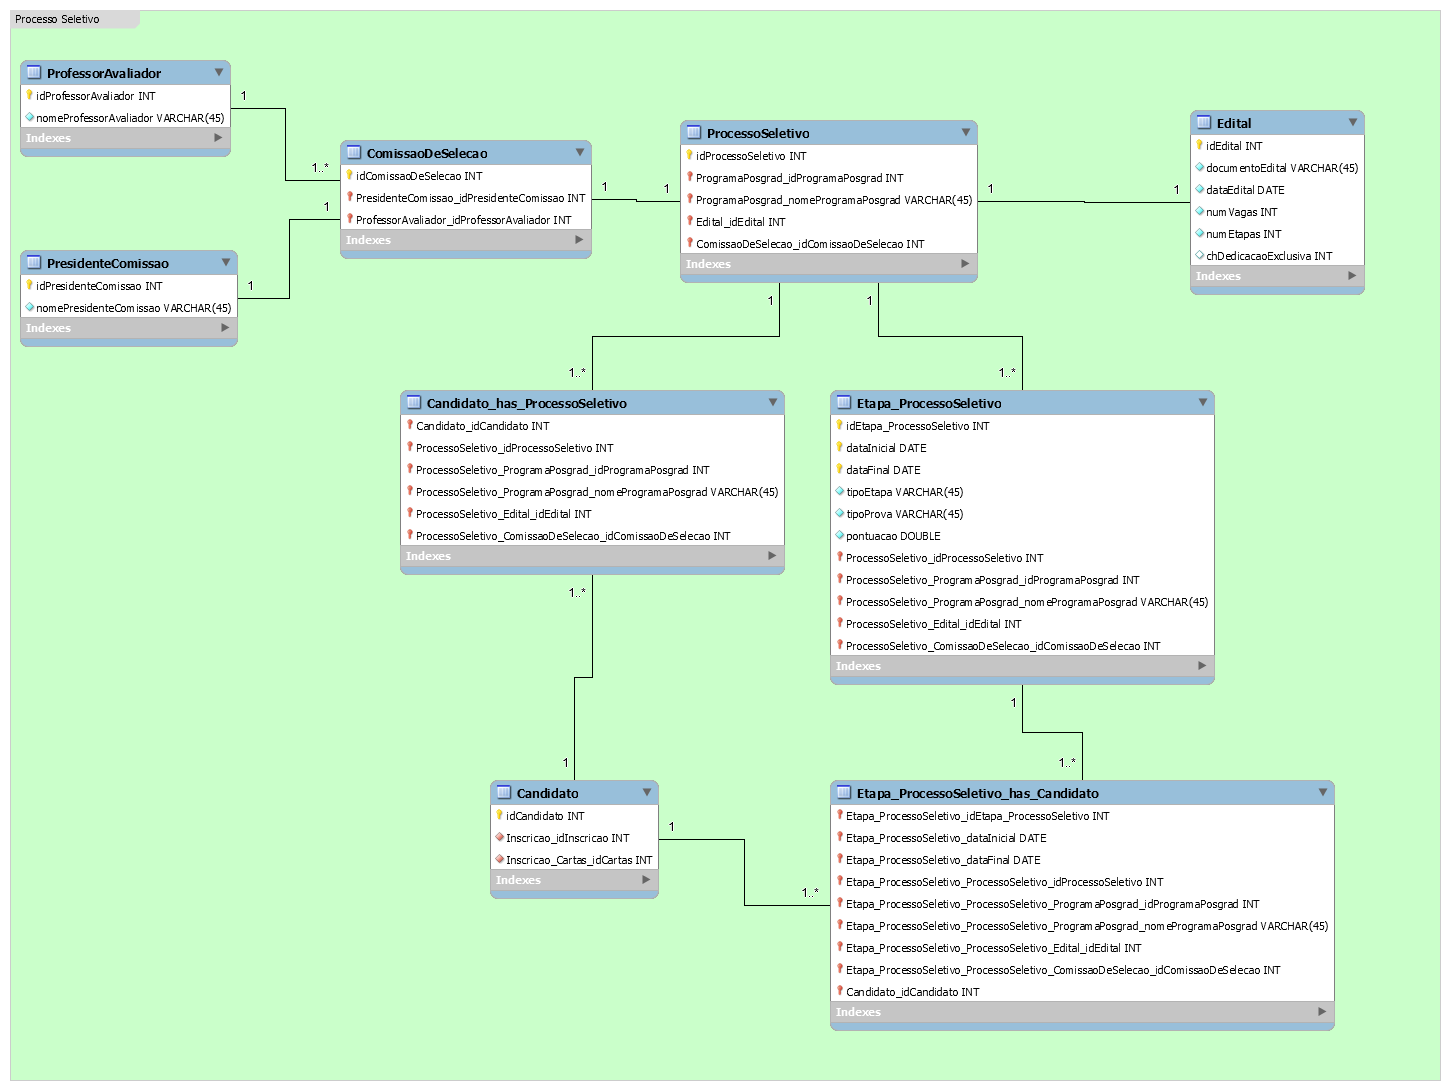 Processo Seletivo
ProfessorAvaliador
idProfessorAvaliador INT
nomeProfessorAvaliador VARCHAR(45)
Indexes
1
1..*
ComissaoDeSelecao
idComissaoDeSelecao INT
PresidenteComissao_idPresidenteComissao INT
ProfessorAvaliador_idProfessorAvaliador INT
Indexes
1
1
PresidenteComissao
idPresidenteComissao INT
nomePresidenteComissao VARCHAR(45)
Indexes
1
1
ProcessoSeletivo
idProcessoSeletivo INT
ProgramaPosgrad_idProgramaPosgrad INT
ProgramaPosgrad_nomeProgramaPosgrad VARCHAR(45)
Edital_idEdital INT
ComissaoDeSelecao_idComissaoDeSelecao INT
Indexes
1
1
Edital
idEdital INT
documentoEdital VARCHAR(45)
dataEdital DATE
numVagas INT
numEtapas INT
chDedicacaoExclusiva INT
Indexes
1
1..*
1
1..*
Candidato_has_ProcessoSeletivo
Candidato_idCandidato INT
ProcessoSeletivo_idProcessoSeletivo INT
ProcessoSeletivo_ProgramaPosgrad_idProgramaPosgrad INT
ProcessoSeletivo_ProgramaPosgrad_nomeProgramaPosgrad VARCHAR(45)
ProcessoSeletivo_Edital_idEdital INT
ProcessoSeletivo_ComissaoDeSelecao_idComissaoDeSelecao INT
Indexes
1..*
1
Etapa_ProcessoSeletivo
idEtapa_ProcessoSeletivo INT
dataInicial DATE
dataFinal DATE
tipoEtapa VARCHAR(45)
tipoProva VARCHAR(45)
pontuacao DOUBLE
ProcessoSeletivo_idProcessoSeletivo INT
ProcessoSeletivo_ProgramaPosgrad_idProgramaPosgrad INT
ProcessoSeletivo_ProgramaPosgrad_nomeProgramaPosgrad VARCHAR(45)
ProcessoSeletivo_Edital_idEdital INT
ProcessoSeletivo_ComissaoDeSelecao_idComissaoDeSelecao INT
Indexes
1
1..*
Candidato
idCandidato INT
Inscricao_idInscricao INT
Inscricao_Cartas_idCartas INT
Indexes
1
1..*
Etapa_ProcessoSeletivo_has_Candidato
Etapa_ProcessoSeletivo_idEtapa_ProcessoSeletivo INT
Etapa_ProcessoSeletivo_dataInicial DATE
Etapa_ProcessoSeletivo_dataFinal DATE
Etapa_ProcessoSeletivo_ProcessoSeletivo_idProcessoSeletivo INT
Etapa_ProcessoSeletivo_ProcessoSeletivo_ProgramaPosgrad_idProgramaPosgrad INT
Etapa_ProcessoSeletivo_ProcessoSeletivo_ProgramaPosgrad_nomeProgramaPosgrad VARCHAR(45)
Etapa_ProcessoSeletivo_ProcessoSeletivo_Edital_idEdital INT
Etapa_ProcessoSeletivo_ProcessoSeletivo_ComissaoDeSelecao_idComissaoDeSelecao INT
Candidato_idCandidato INT
Indexes